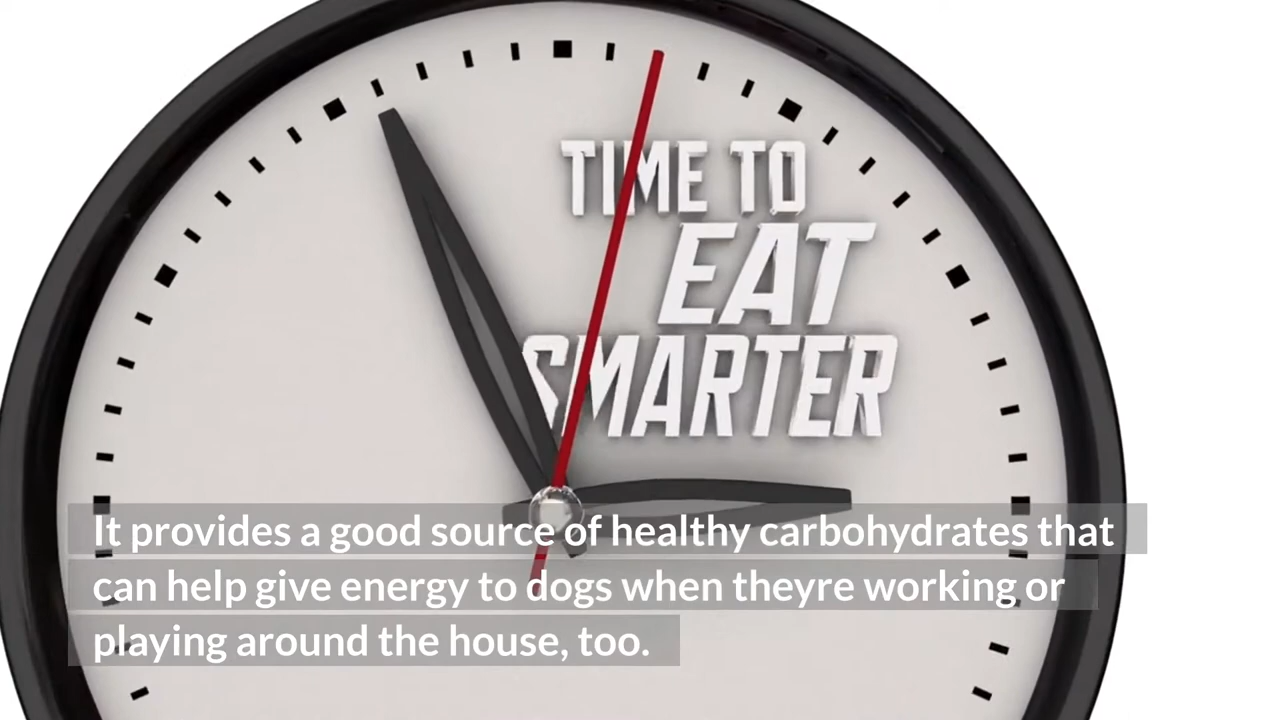 TIME TO
EAT
SMARTER
It provides a good source of healthy carbohydrates that
can help give energy to dogs when theyre working or
playing around the house, too.